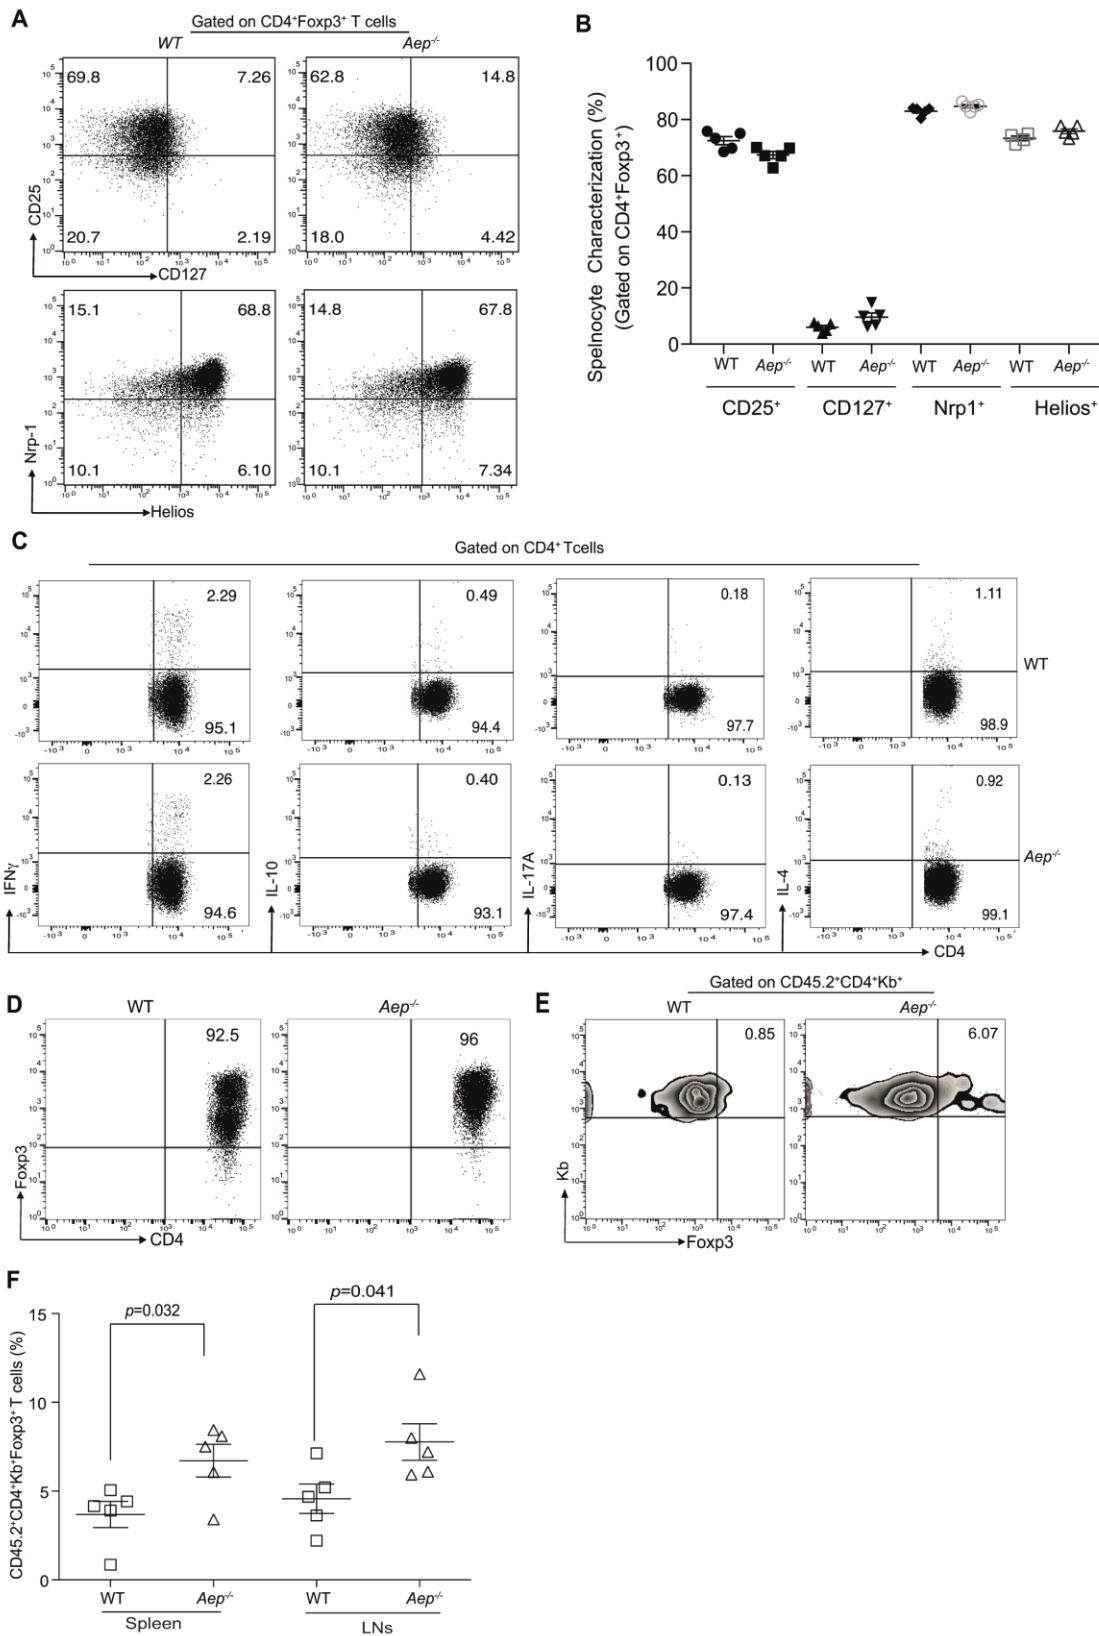 A
Gated on CD4⁺Foxp3⁺ T cells
WT Aep⁻/⁻
69.8 7.26 62.8 14.8
20.7 2.19 18.0 4.42
CD25
CD127
15.1 68.8 14.8 67.8
10.1 6.10 10.1 7.34
Nrp-1
Helios
B
Spelnocyte Characterization (%)
(Gated on CD4⁺Foxp3⁺)
100
80
60
40
20
0
WT Aep⁻/⁻ WT Aep⁻/⁻ WT Aep⁻/⁻ WT Aep⁻/⁻
CD25⁺ CD127⁺ Nrp1⁺ Helios⁺
C
Gated on CD4⁺ Tcells
2.29 0.49 0.18 1.11
WT
95.1 94.4 97.7 98.9
2.26 0.40 0.13 0.92
Aep⁻/⁻
94.6 93.1 97.4 99.1
IFNγ IL-10 IL-17A IL-4
CD4
D
WT Aep⁻/⁻
92.5 96
Foxp3
CD4
E
Gated on CD45.2⁺CD4⁺Kb⁺
WT Aep⁻/⁻
0.85 6.07
Kb
Foxp3
F
CD45.2⁺CD4⁺Kb⁺Foxp3⁺ T cells (%)
15
10
5
0
p=0.032 p=0.041
WT Aep⁻/⁻ WT Aep⁻/⁻
Spleen LNs